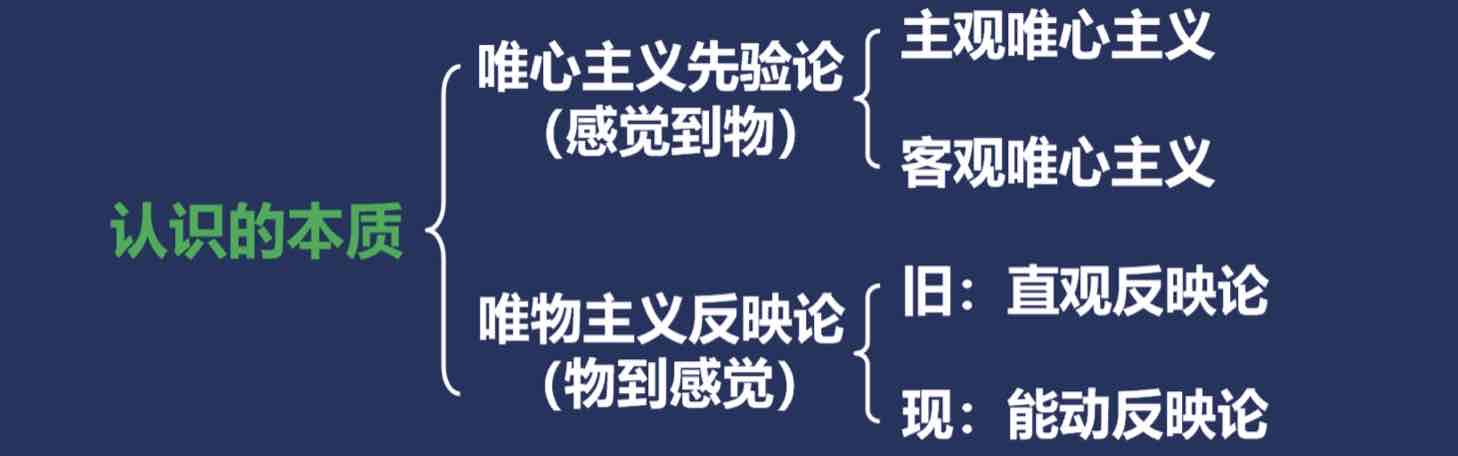 认识的本质
唯心主义先验论
(感觉到物)
主观唯心主义
客观唯心主义
唯物主义反映论
(物到感觉)
旧：直观反映论
现：能动反映论